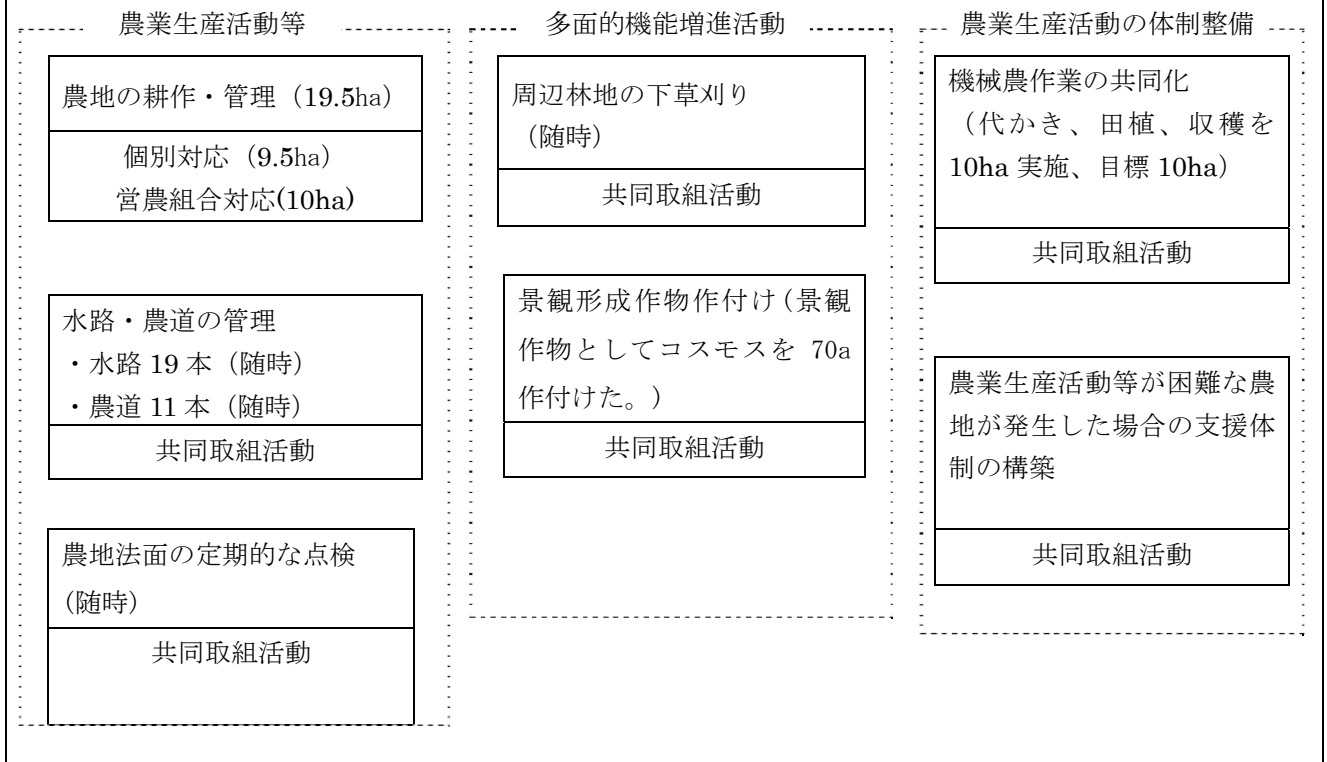 農業生産活動等
農地の耕作・管理（19.5ha）
個別対応（9.5ha）
営農組合対応(10ha)
水路・農道の管理
・水路 19 本（随時）
・農道 11 本（随時）
共同取組活動
農地法面の定期的な点検
（随時）
共同取組活動
多面的機能増進活動
周辺林地の下草刈り
（随時）
共同取組活動
景観形成作物作付け（景観
作物としてコスモスを 70a
作付けた。）
共同取組活動
農業生産活動の体制整備
機械農作業の共同化
（代かき、田植、収穫を
10ha 実施、目標 10ha）
共同取組活動
農業生産活動等が困難な農
地が発生した場合の支援体
制の構築
共同取組活動